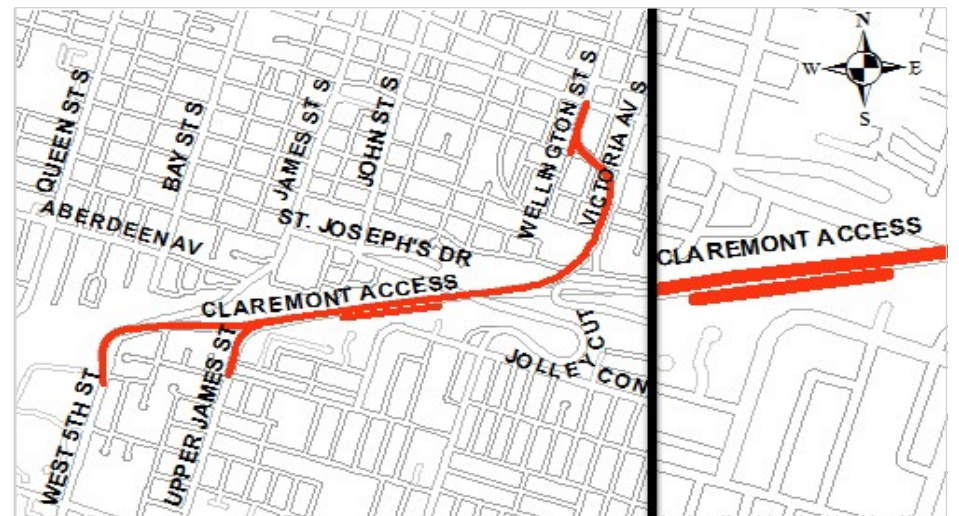 QUEEN ST S
BAY ST S
JAMES ST S
JOHN ST S
WELLINGTON ST S
VICTORIA AV S
ABERDEEN AV
ST. JOSEPH'S DR
CLAREMONT ACCESS
JOLLEY CUT
CON
WEST 5TH ST
UPPER JAMES ST
N
W
E
S
CLAREMONT ACCESS